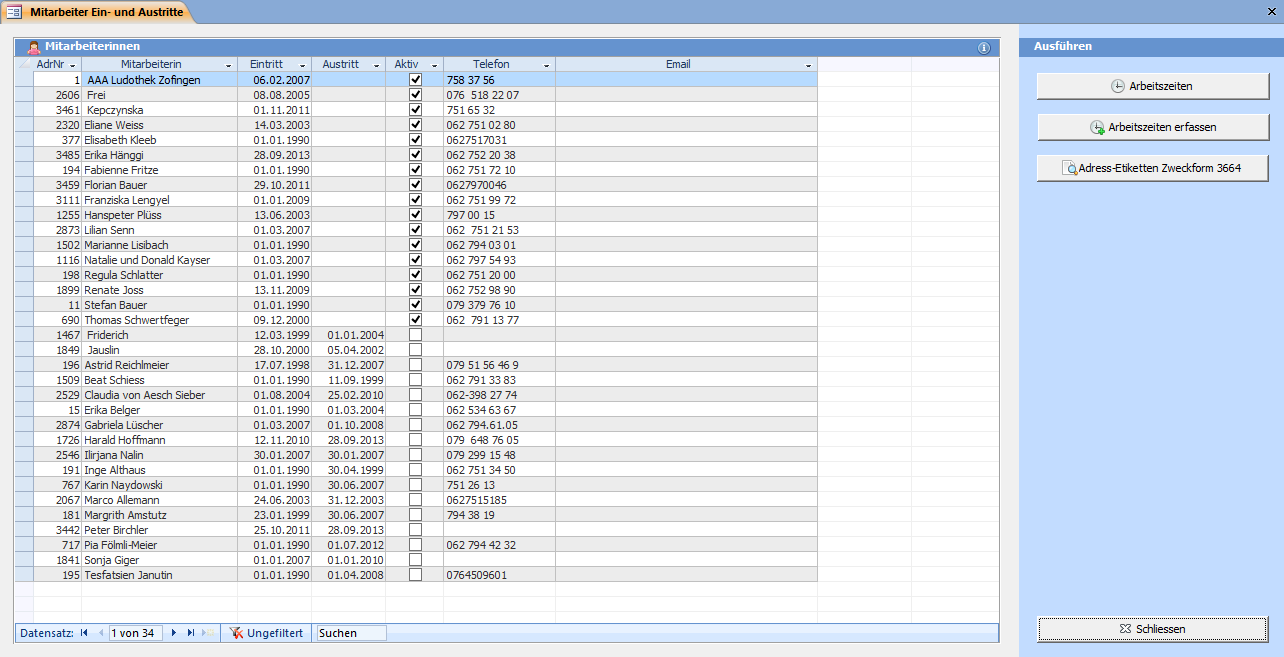 Mitarbeiter Ein- und Austritte
Mitarbeiterinnen
AdrNr Mitarbeiterin Eintritt Austritt Aktiv Telefon Email
1 AAA Ludothek Zofingen 06.02.2007 758 37 56
2606 Frei 08.08.2005 076  518 22 07
3461 Kepczynska 01.11.2011 751 65 32
2320 Eliane Weiss 14.03.2003 062 751 02 80
377 Elisabeth Kleeb 01.01.1990 0627517031
3485 Erika Hänggi 28.09.2013 062 752 20 38
194 Fabienne Fritze 01.01.1990 062 751 72 10
3459 Florian Bauer 29.10.2011 0627970046
3111 Franziska Lengyel 01.01.2009 062 751 99 72
1255 Hanspeter Plüss 13.06.2003 797 00 15
2873 Lilian Senn 01.03.2007 062  751 21 53
1502 Marianne Lisibach 01.01.1990 062 794 03 01
1116 Natalie und Donald Kayser 01.03.2007 062 797 54 93
198 Regula Schlatter 01.01.1990 062 751 20 00
1899 Renate Joss 13.11.2009 062 752 98 90
11 Stefan Bauer 01.01.1990 079 379 76 10
690 Thomas Schwertfeger 09.12.2000 062  791 13 77
1467 Friderich 12.03.1999 01.01.2004
1849 Jauslin 28.10.2000 05.04.2002
196 Astrid Reichlmeier 17.07.1998 31.12.2007 079 51 56 46 9
1509 Beat Schiess 01.01.1990 11.09.1999 062 791 33 83
2529 Claudia von Aesch Sieber 01.08.2004 25.02.2010 062-398 27 74
15 Erika Belger 01.01.1990 01.03.2004 062 534 63 67
2874 Gabriela Lüscher 01.03.2007 01.10.2008 062 794.61.05
1726 Harald Hoffmann 12.11.2010 28.09.2013 079  648 76 05
2546 Ilirjana Nalin 30.01.2007 30.01.2007 079 299 15 48
191 Inge Althaus 01.01.1990 30.04.1999 062 751 34 50
767 Karin Naydowski 01.01.1990 30.06.2007 751 26 13
2067 Marco Allemann 24.06.2003 31.12.2003 0627515185
181 Margrith Amstutz 23.01.1999 30.06.2007 794 38 19
3442 Peter Birchler 25.10.2011 28.09.2013
717 Pia Fölmli-Meier 01.01.1990 01.07.2012 062 794 42 32
1841 Sonja Giger 01.01.2007 01.01.2010
195 Tesfatsien Janutin 01.01.1990 01.04.2008 0764509601
Datensatz: 1 von 34 Ungefiltert Suchen
Ausführen
Arbeitszeiten
Arbeitszeiten erfassen
Adress-Etiketten Zweckform 3664
Schliessen